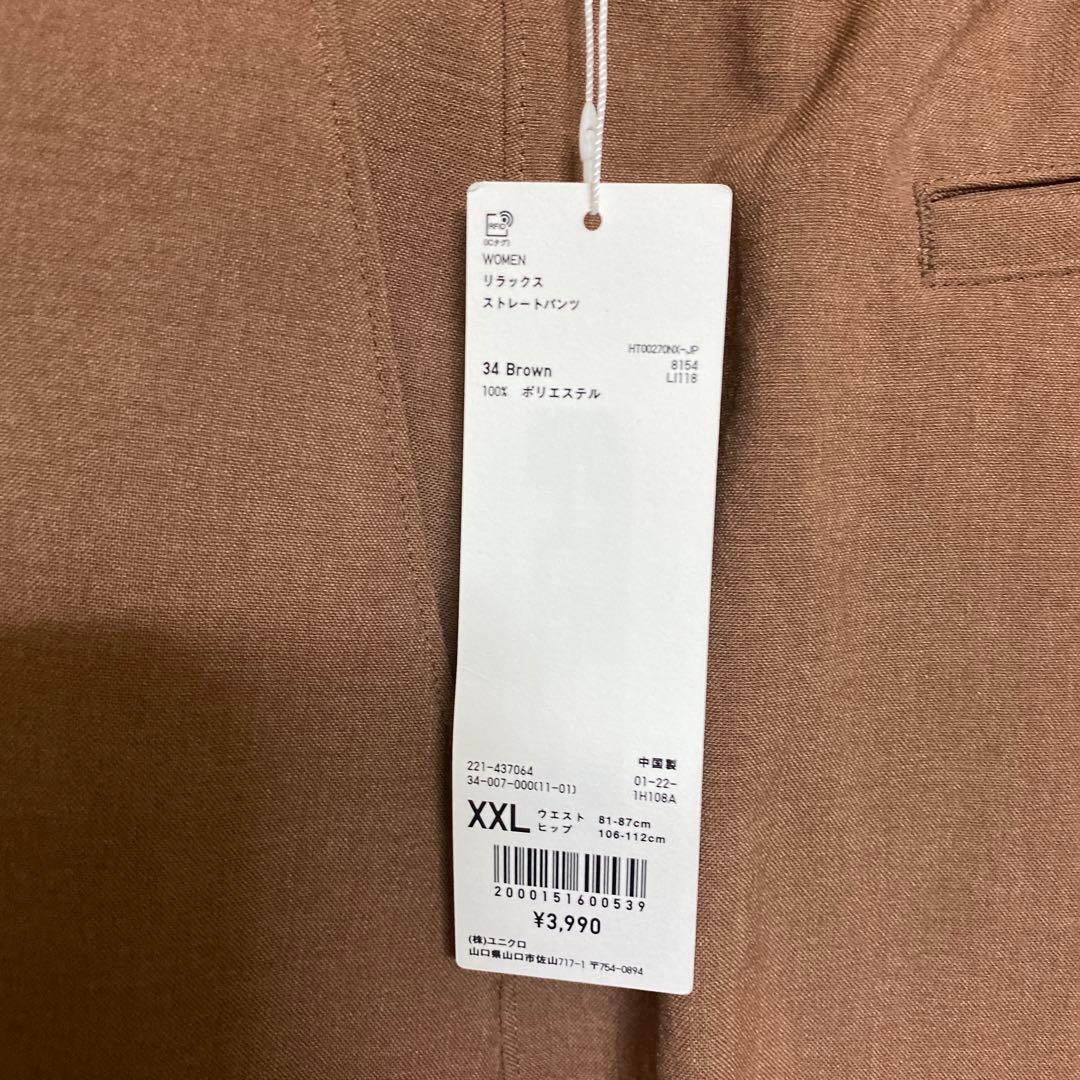 RFID
(ICタグ)
WOMEN
リラックス
ストレートパンツ
HT00270NX-JP
34 Brown 8154
LI118
100% ポリエステル
221-437064 中国製
34-007-000(11-01) 01-22-
1H108A
XXL ウエスト 81-87cm
ヒップ 106-112cm
2000151600539
¥3,990
(株)ユニクロ
山口県山口市佐山717-1 〒754-0894